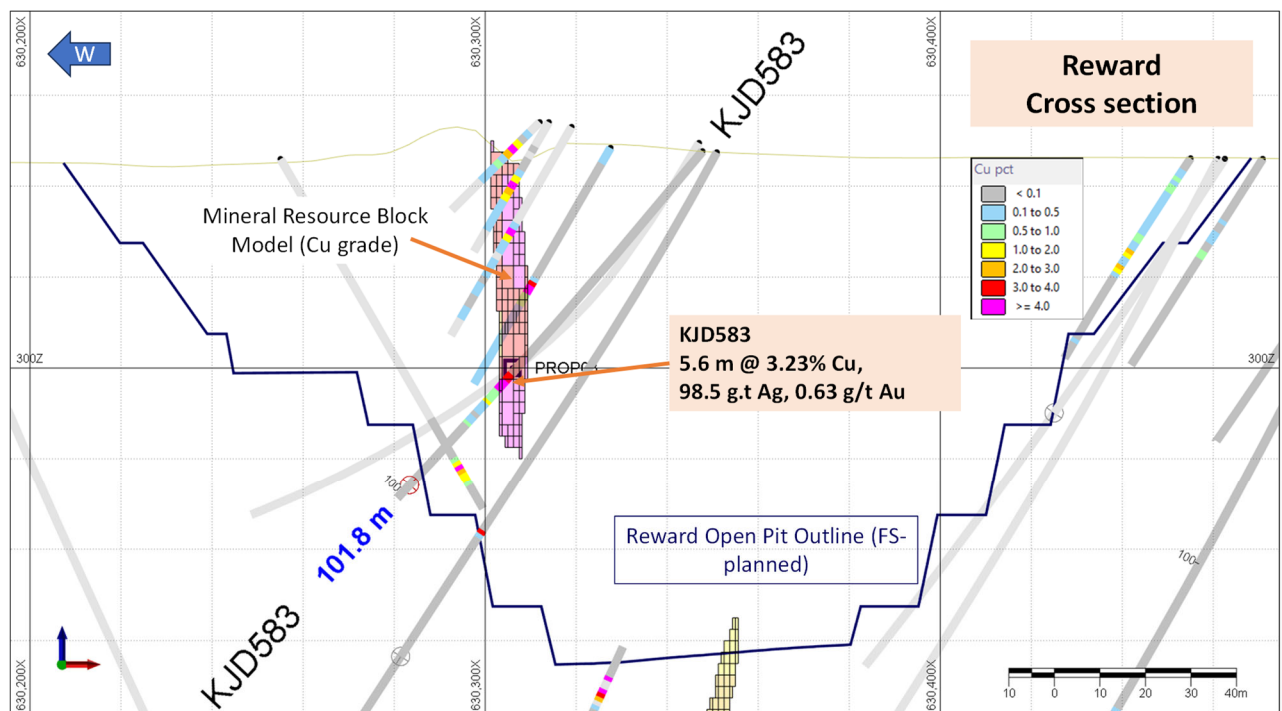 630,200X
630,300X
630,400X
W
KJD583
Reward
Cross section
Cu pct
< 0.1
0.1 to 0.5
0.5 to 1.0
1.0 to 2.0
2.0 to 3.0
3.0 to 4.0
>= 4.0
Mineral Resource Block
Model (Cu grade)
300Z
300Z
KJD583
5.6 m @ 3.23% Cu,
98.5 g.t Ag, 0.63 g/t Au
100
101.8 m
Reward Open Pit Outline (FS-
planned)
100-
KJD583
630,200X
630,300X
630,400X
10 0 10 20 30 40m